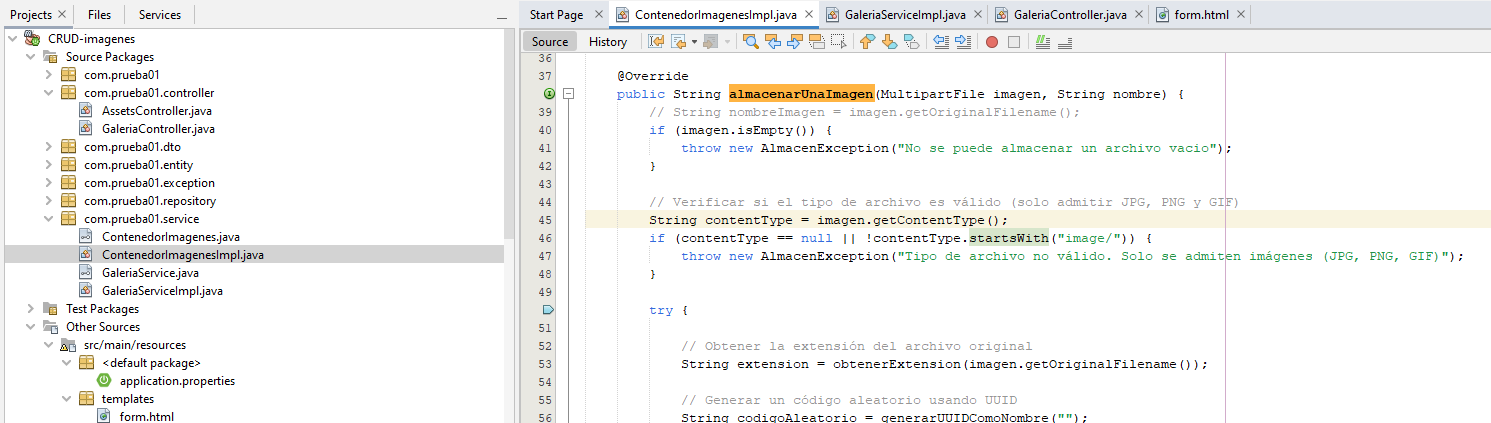 Projects
Files
Services
CRUD-imagenes
Source Packages
com.prueba01
com.prueba01.controller
AssetsController.java
GaleriaController.java
com.prueba01.dto
com.prueba01.entity
com.prueba01.exception
com.prueba01.repository
com.prueba01.service
ContenedorImagenes.java
ContenedorImagenesImpl.java
GaleriaService.java
GaleriaServiceImpl.java
Test Packages
Other Sources
src/main/resources
<default package>
application.properties
templates
form.html
Start Page
ContenedorImagenesImpl.java
GaleriaServiceImpl.java
GaleriaController.java
form.html
Source
History
36
37 @Override
public String almacenarUnaImagen(MultipartFile imagen, String nombre) {
39 // String nombreImagen = imagen.getOriginalFilename();
40 if (imagen.isEmpty()) {
41 throw new AlmacenException("No se puede almacenar un archivo vacio");
42 }
43
44 // Verificar si el tipo de archivo es válido (solo admitir JPG, PNG y GIF)
45 String contentType = imagen.getContentType();
46 if (contentType == null || !contentType.startsWith("image/")) {
47 throw new AlmacenException("Tipo de archivo no válido. Solo se admiten imágenes (JPG, PNG, GIF)");
48 }
49
try {
51
52 // Obtener la extensión del archivo original
53 String extension = obtenerExtension(imagen.getOriginalFilename());
54
55 // Generar un código aleatorio usando UUID
56 String codigoAleatorio = generarUUIDComoNombre("");